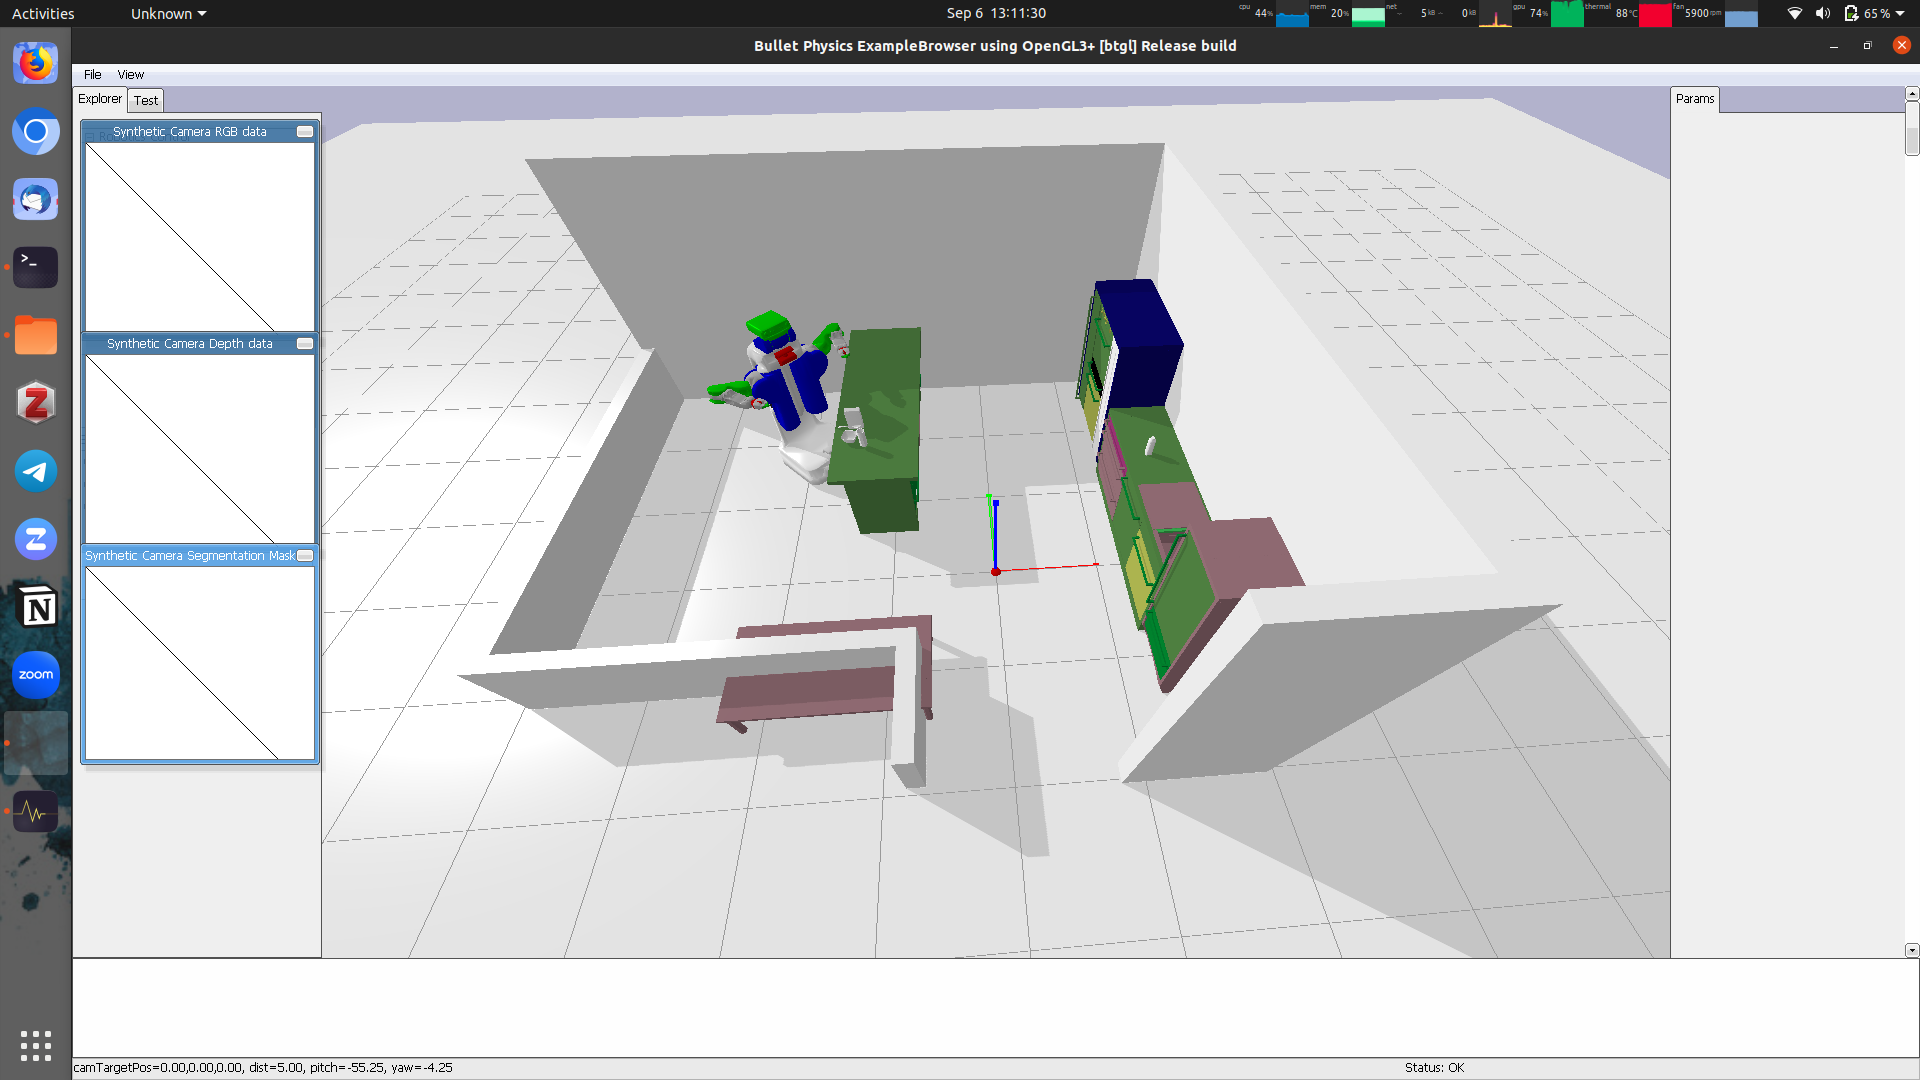 Activities
Unknown
Sep 6 13:11:30
cpu 44%
mem 20%
net 5 kB
0 kB
gpu 74%
thermal 88°C
fan 5900 rpm
65 %
Bullet Physics ExampleBrowser using OpenGL3+ [btgl] Release build
File View
Explorer Test
Params
Synthetic Camera RGB data
Synthetic Camera Depth data
Synthetic Camera Segmentation Mask
>_
Z
Z
N
zoom
camTargetPos=0.00,0.00,0.00, dist=5.00, pitch=-55.25, yaw=-4.25
Status: OK